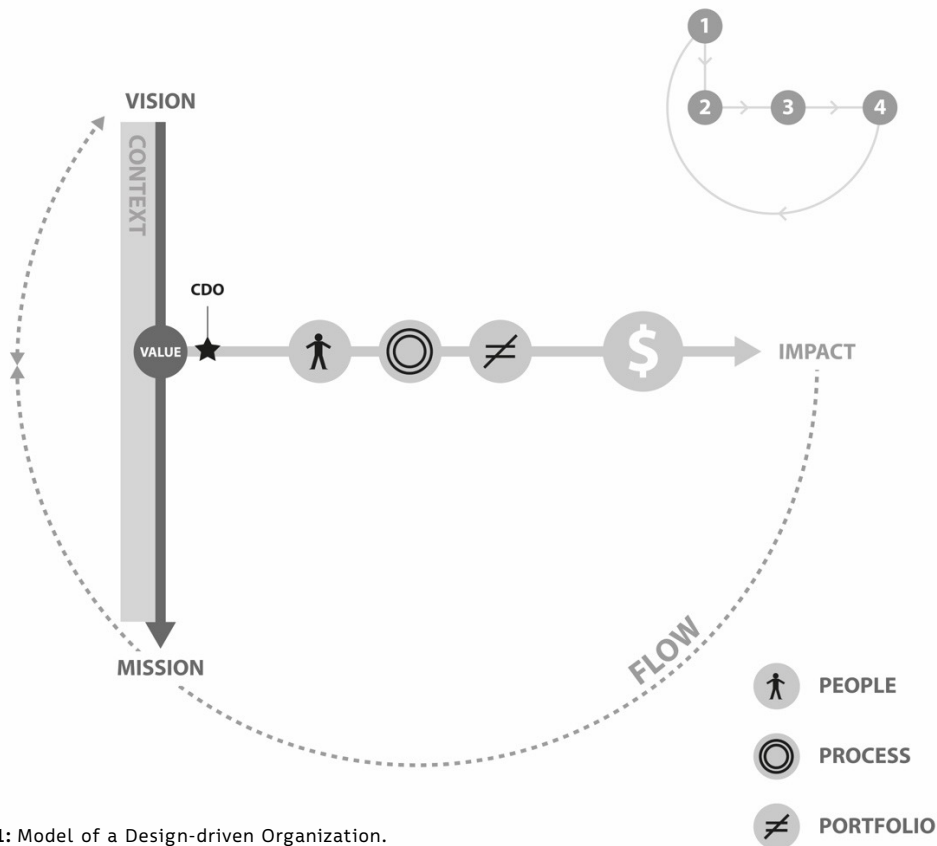 1
2
3
4
VISION
CONTEXT
CDO
VALUE
$
IMPACT
MISSION
FLOW
PEOPLE
PROCESS
≠ PORTFOLIO
1: Model of a Design-driven Organization.